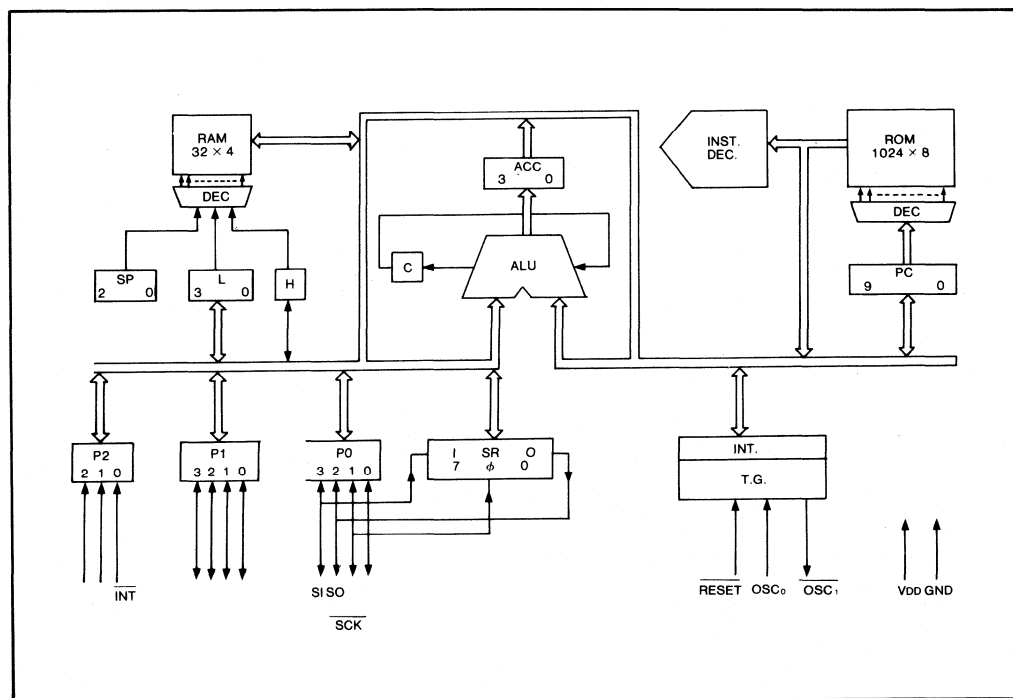 RAM
32 × 4
DEC
SP
2 0
L
3 0
H
ACC
3 0
C
ALU
INST.
DEC.
ROM
1024 × 8
DEC
PC
9 0
P2
2 1 0
INT
P1
3 2 1 0
P0
3 2 1 0
SI SO
SCK
I SR O
7 ϕ 0
INT.
T.G.
RESET
OSC₀
OSC₁
VDD GND